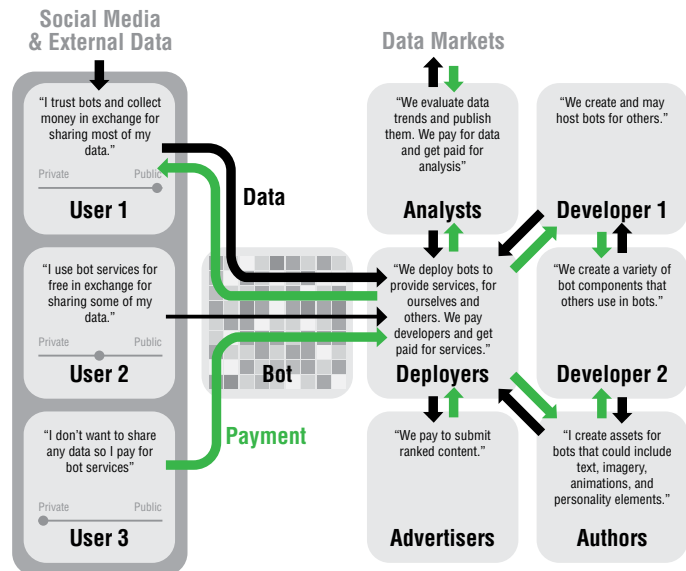 Social Media
& External Data
Data Markets
“I trust bots and collect
money in exchange for
sharing most of my
data.”
Private Public
User 1
“We evaluate data
trends and publish
them. We pay for data
and get paid for
analysis”
Analysts
“We create and may
host bots for others.”
Developer 1
Data
“I use bot services for
free in exchange for
sharing some of my
data.”
Private Public
User 2
Bot
“We deploy bots to
provide services, for
ourselves and
others. We pay
developers and get
paid for services.”
Deployers
“We create a variety of
bot components that
others use in bots.”
Developer 2
Payment
“I don’t want to share
any data so I pay for
bot services”
Private Public
User 3
“We pay to submit
ranked content.”
Advertisers
“I create assets for
bots that could include
text, imagery,
animations, and
personality elements.”
Authors